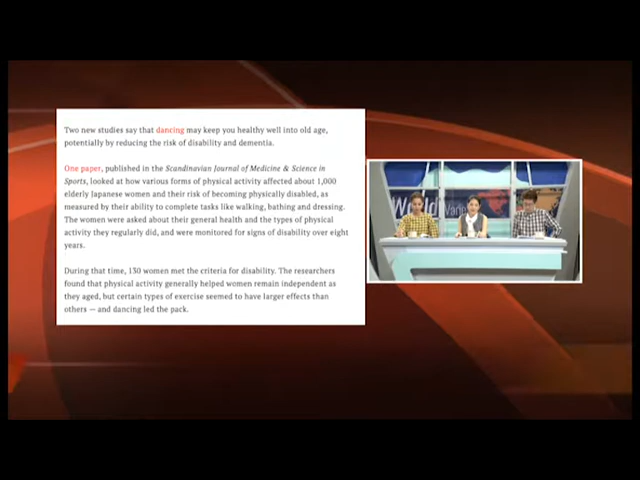 Two new studies say that dancing may keep you healthy well into old age,
potentially by reducing the risk of disability and dementia.
One paper, published in the Scandinavian Journal of Medicine & Science in
Sports, looked at how various forms of physical activity affected about 1,000
elderly Japanese women and their risk of becoming physically disabled, as
measured by their ability to complete tasks like walking, bathing and dressing.
The women were asked about their general health and the types of physical
activity they regularly did, and were monitored for signs of disability over eight
years.
During that time, 130 women met the criteria for disability. The researchers
found that physical activity generally helped women remain independent as
they aged, but certain types of exercise seemed to have larger effects than
others — and dancing led the pack.
World